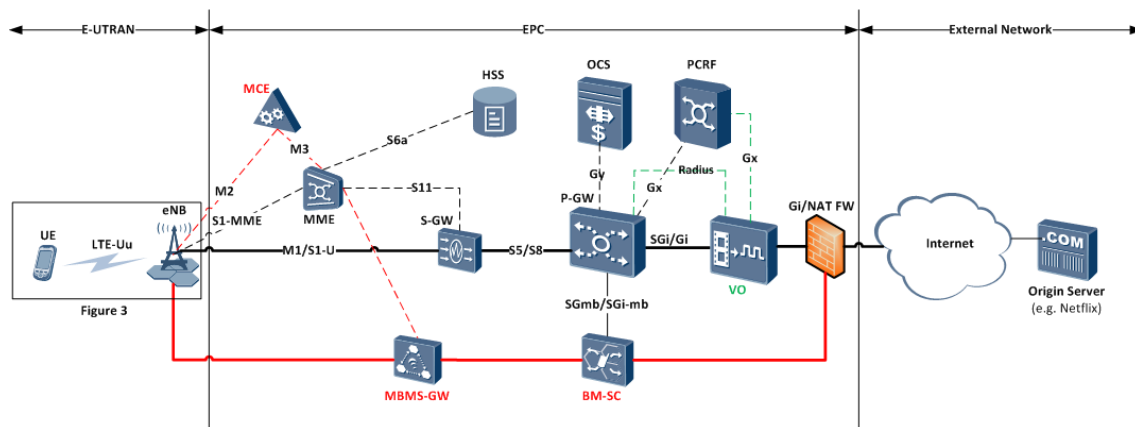 E-UTRAN
EPC
External Network
OCS
PCRF
HSS
MCE
S6a
M3
Gx
Gy
Gx
Radius
M2
S11
P-GW
MME
eNB
S1-MME
S-GW
Gi/NAT FW
UE
LTE-Uu
M1/S1-U
S5/S8
SGi/Gi
Internet
.COM
VO
Origin Server
(e.g. Netflix)
Figure 3
SGmb/SGi-mb
MBMS-GW
BM-SC
$